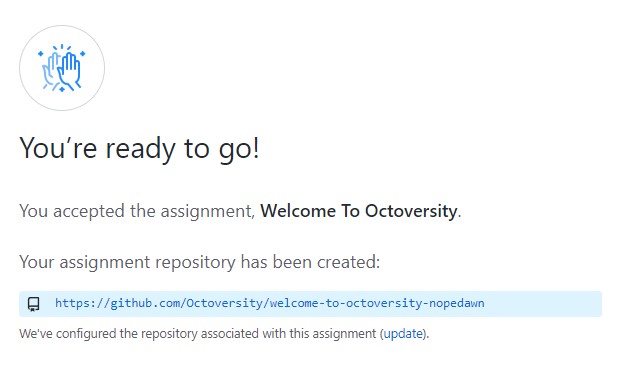 You’re ready to go!
You accepted the assignment, Welcome To Octoversity.
Your assignment repository has been created:
https://github.com/Octoversity/welcome-to-octoversity-nopedawn
We've configured the repository associated with this assignment (update).